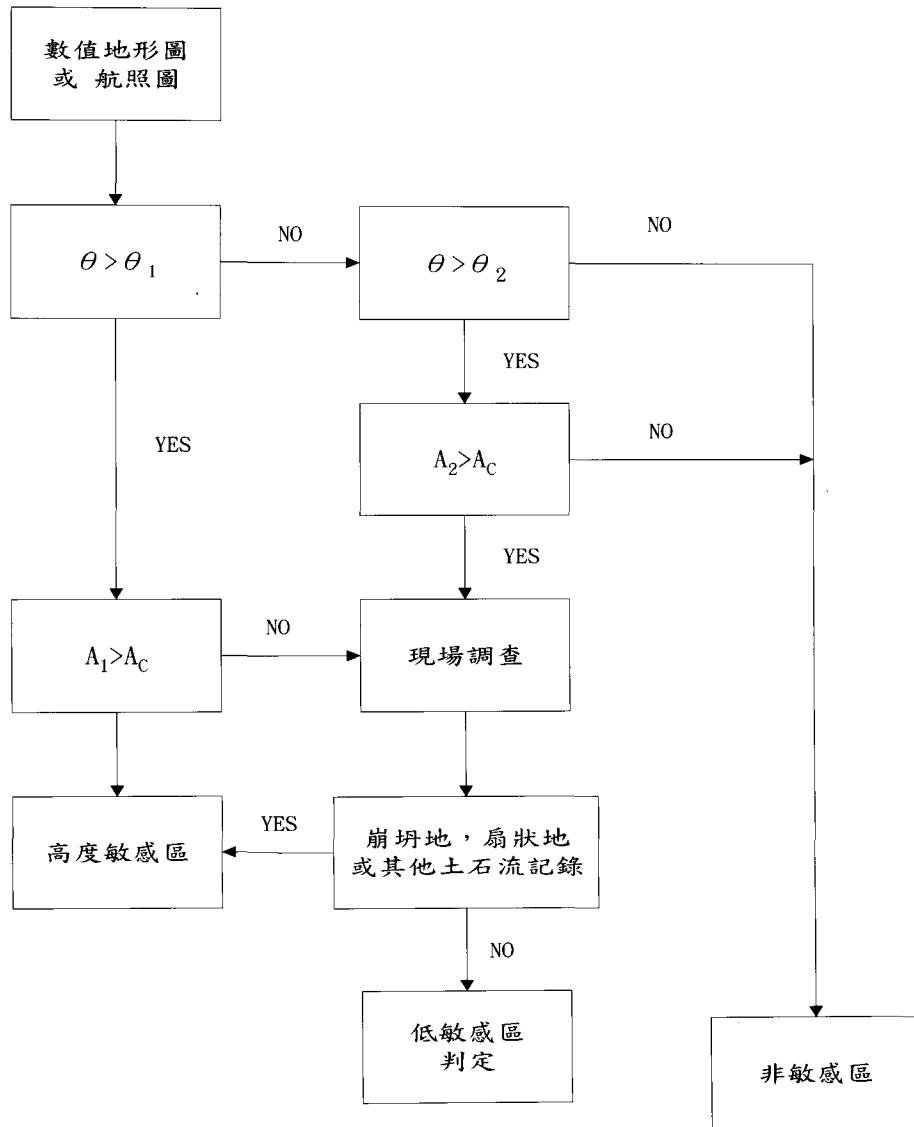 數值地形圖
或 航照圖
θ>θ₁
NO
θ>θ₂
NO
YES
YES
A₂>A_C
NO
YES
A₁>A_C
NO
現場調查
高度敏感區
YES
崩坍地，扇狀地
或其他土石流記錄
NO
低敏感區
判定
非敏感區